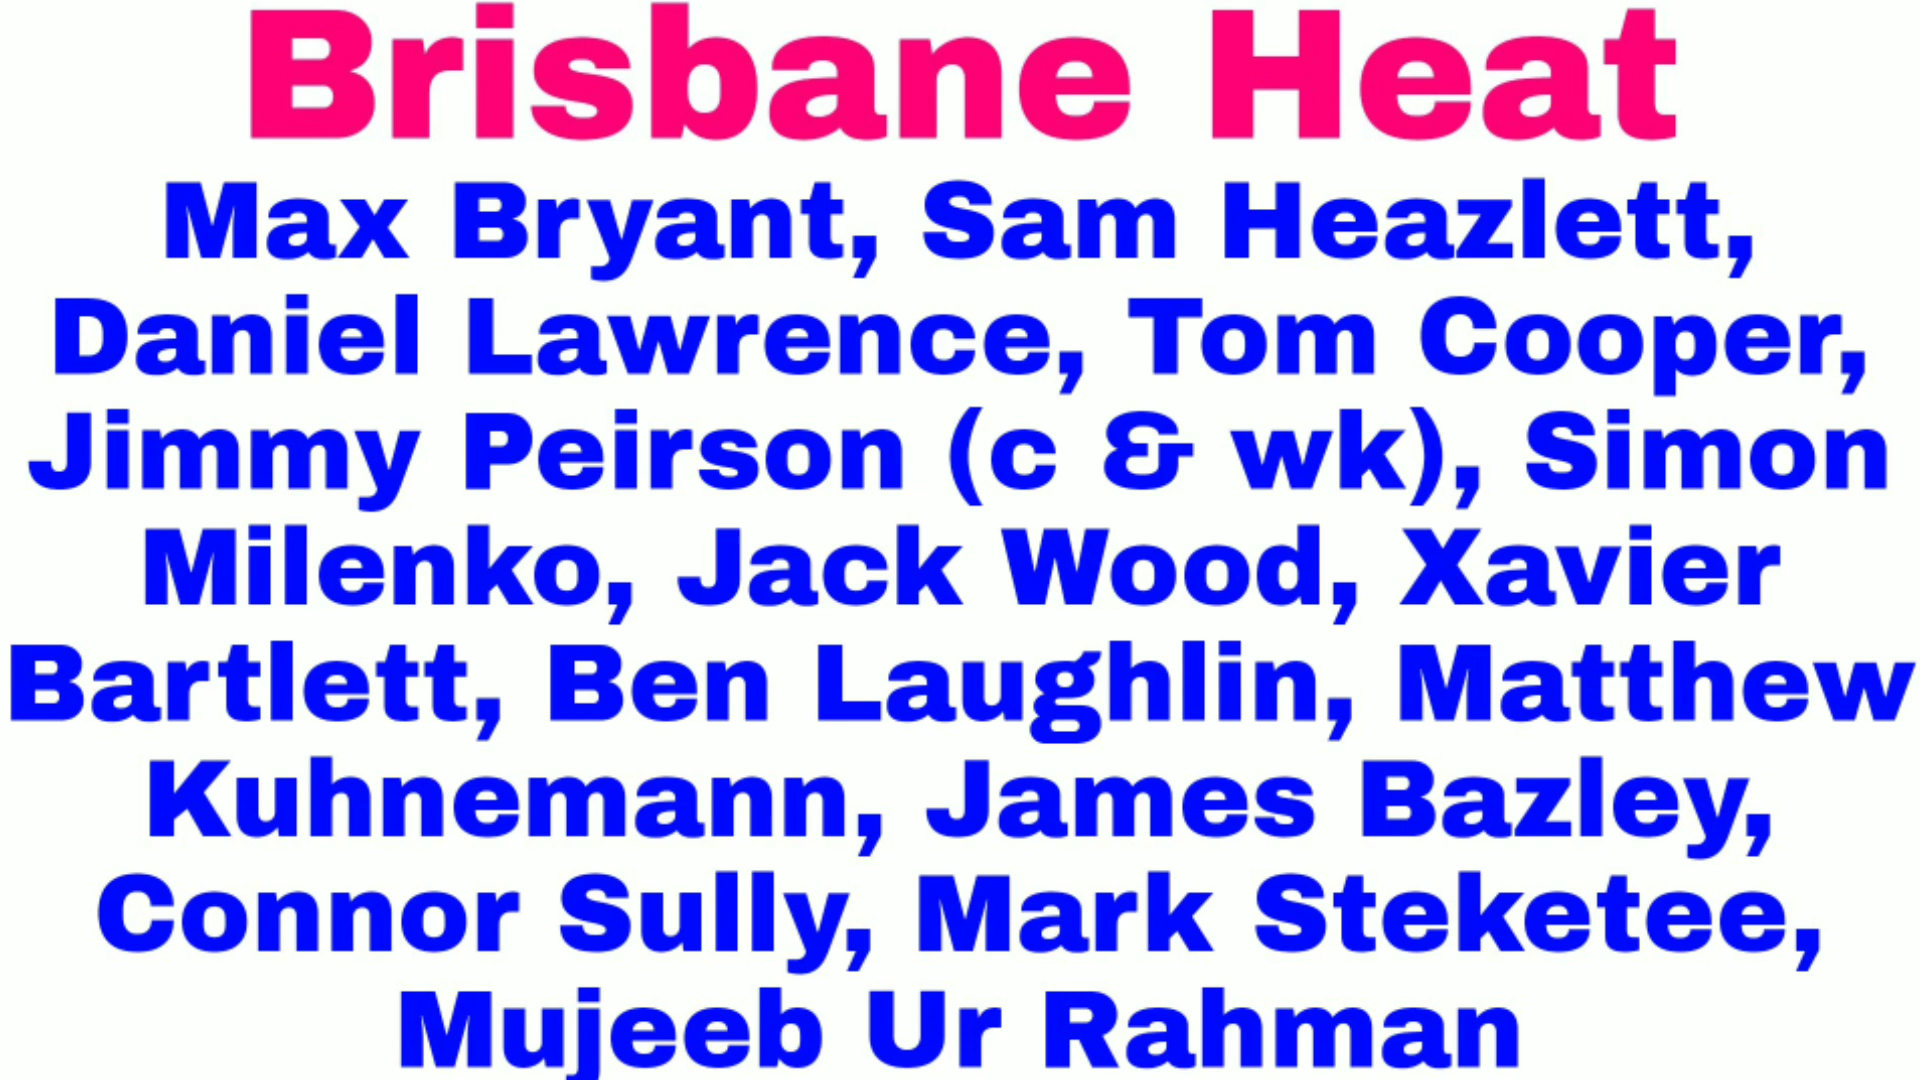 Brisbane Heat
Max Bryant, Sam Heazlett,
Daniel Lawrence, Tom Cooper,
Jimmy Peirson (c & wk), Simon
Milenko, Jack Wood, Xavier
Bartlett, Ben Laughlin, Matthew
Kuhnemann, James Bazley,
Connor Sully, Mark Steketee,
Mujeeb Ur Rahman